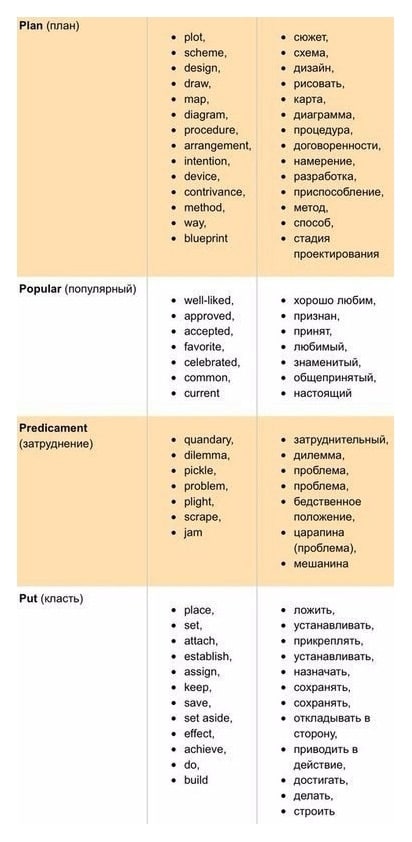 Plan (план)
• plot,
• scheme,
• design,
• draw,
• map,
• diagram,
• procedure,
• arrangement,
• intention,
• device,
• contrivance,
• method,
• way,
• blueprint
• сюжет,
• схема,
• дизайн,
• рисовать,
• карта,
• диаграмма,
• процедура,
• договоренности,
• намерение,
• разработка,
• приспособление,
• метод,
• способ,
• стадия
проектирования
Popular (популярный)
• well-liked,
• approved,
• accepted,
• favorite,
• celebrated,
• common,
• current
• хорошо любим,
• признан,
• принят,
• любимый,
• знаменитый,
• общепринятый,
• настоящий
Predicament
(затруднение)
• quandary,
• dilemma,
• pickle,
• problem,
• plight,
• scrape,
• jam
• затруднительный,
• дилемма,
• проблема,
• проблема,
• бедственное
положение,
• царапина
(проблема),
• мешанина
Put (класть)
• place,
• set,
• attach,
• establish,
• assign,
• keep,
• save,
• set aside,
• effect,
• achieve,
• do,
• build
• ложить,
• устанавливать,
• прикреплять,
• устанавливать,
• назначать,
• сохранять,
• сохранять,
• откладывать в
сторону,
• приводить в
действие,
• достигать,
• делать,
• строить